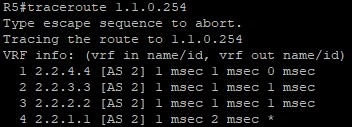 R5#traceroute 1.1.0.254
Type escape sequence to abort.
Tracing the route to 1.1.0.254
VRF info: (vrf in name/id, vrf out name/id)
  1 2.2.4.4 [AS 2] 1 msec 1 msec 0 msec
  2 2.2.3.3 [AS 2] 1 msec 1 msec 1 msec
  3 2.2.2.2 [AS 2] 1 msec 1 msec 1 msec
  4 2.2.1.1 [AS 2] 1 msec 2 msec *